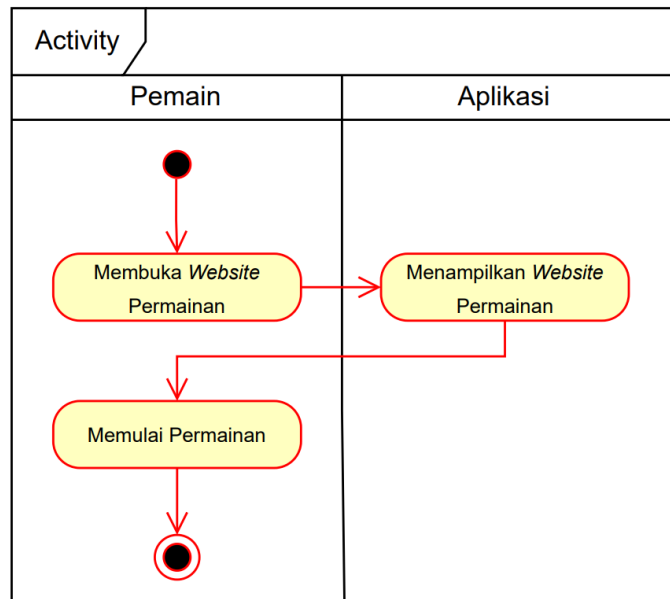 Activity
Pemain
Aplikasi
Membuka Website
Permainan
Menampilkan Website
Permainan
Memulai Permainan